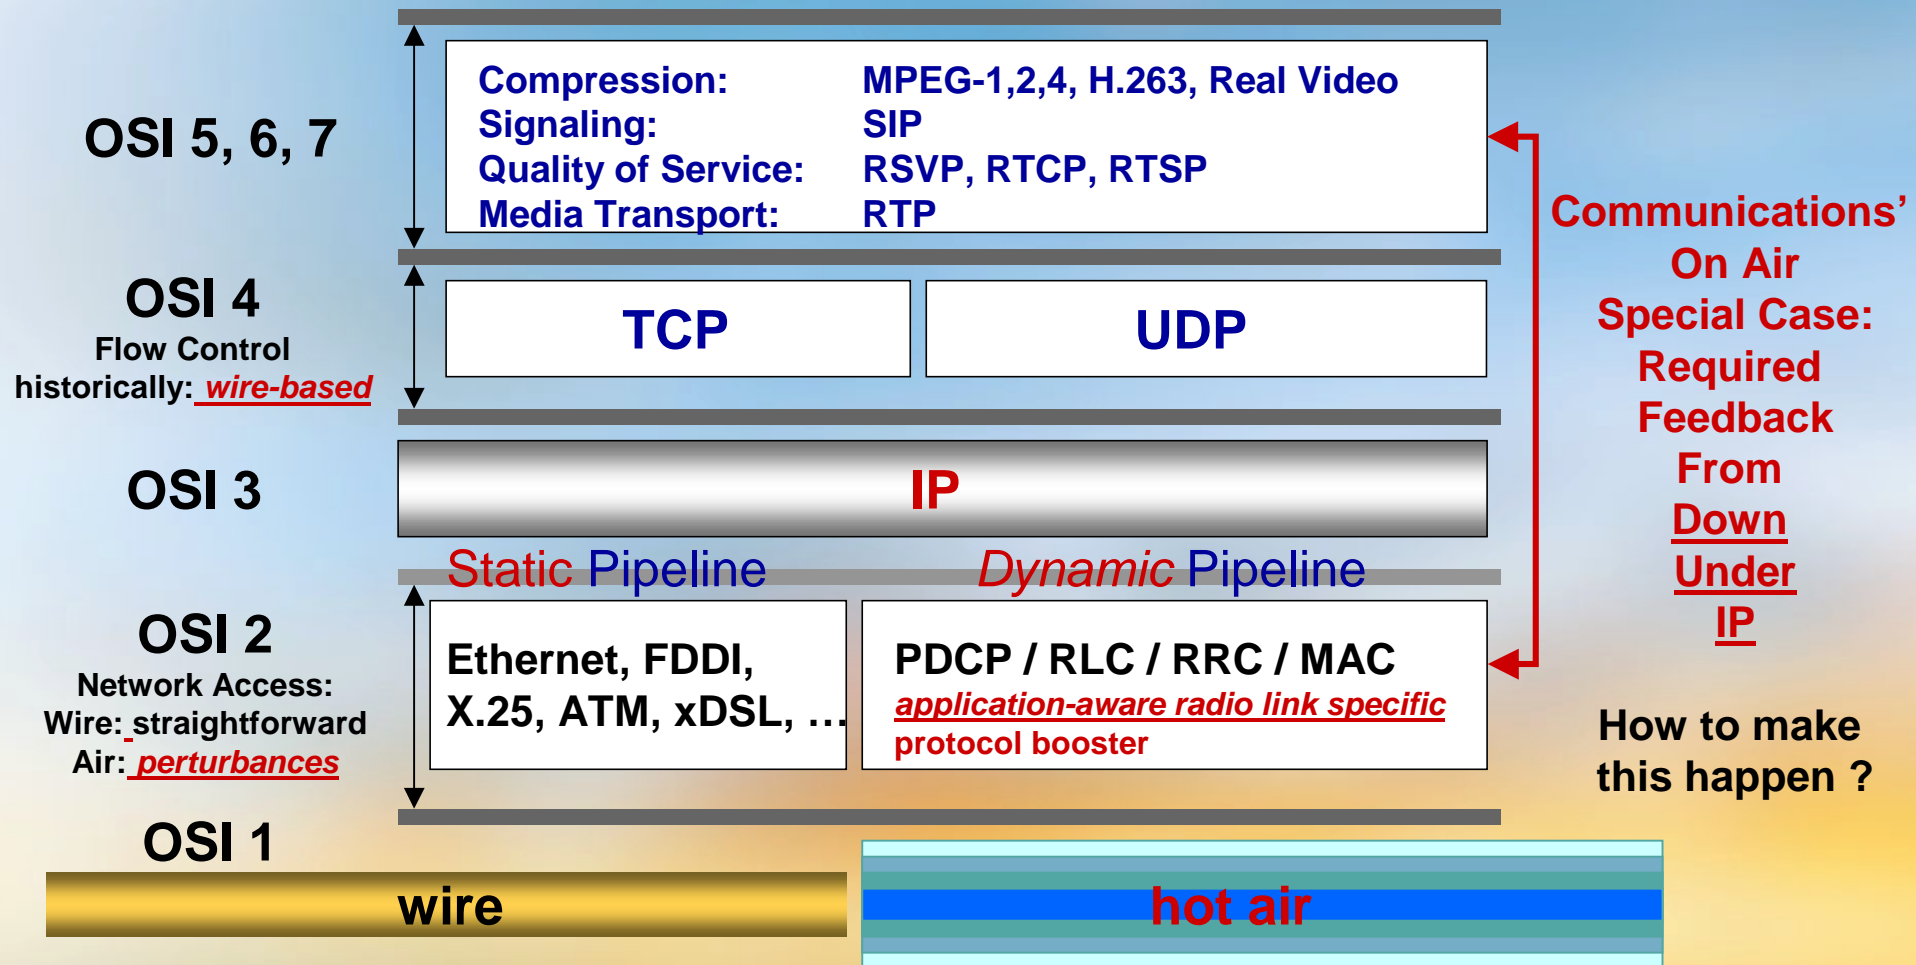 OSI 5, 6, 7
Compression: MPEG-1,2,4, H.263, Real Video
Signaling: SIP
Quality of Service: RSVP, RTCP, RTSP
Media Transport: RTP
OSI 4
Flow Control
historically: wire-based
TCP
UDP
OSI 3
IP
Static Pipeline
Dynamic Pipeline
OSI 2
Network Access:
Wire: straightforward
Air: perturbances
Ethernet, FDDI,
X.25, ATM, xDSL, …
PDCP / RLC / RRC / MAC
application-aware radio link specific
protocol booster
OSI 1
wire
hot air
Communications’
On Air
Special Case:
Required
Feedback
From
Down
Under
IP
How to make
this happen ?